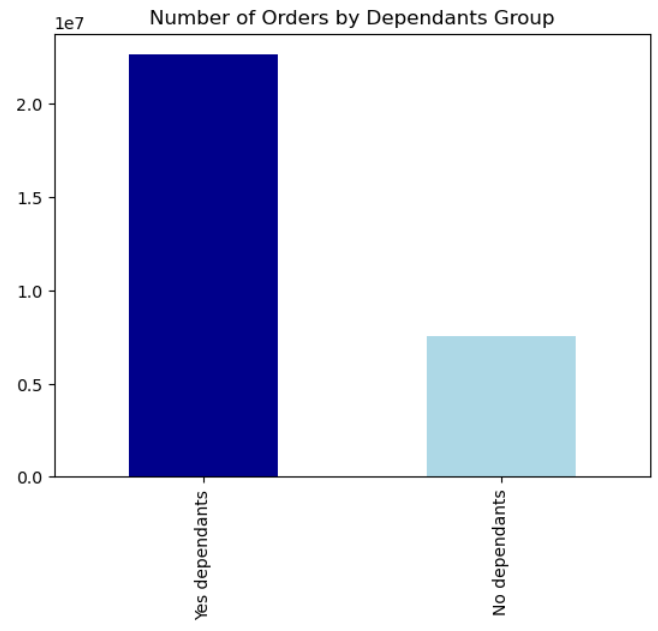 Number of Orders by Dependants Group
1e7
2.0
1.5
1.0
0.5
0.0
Yes dependants
No dependants